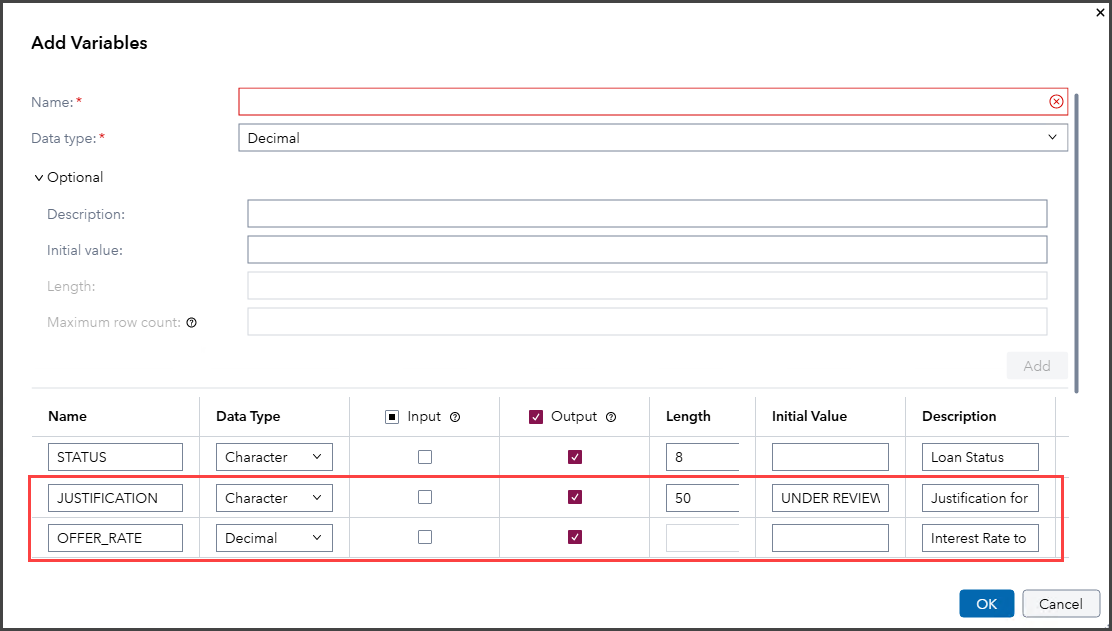 Add Variables
Name:*
Data type:* Decimal
Optional
Description:
Initial value:
Length:
Maximum row count:
Add
Name Data Type Input Output Length Initial Value Description
STATUS Character 8 Loan Status
JUSTIFICATION Character 50 UNDER REVIEW Justification for
OFFER_RATE Decimal Interest Rate to
OK Cancel